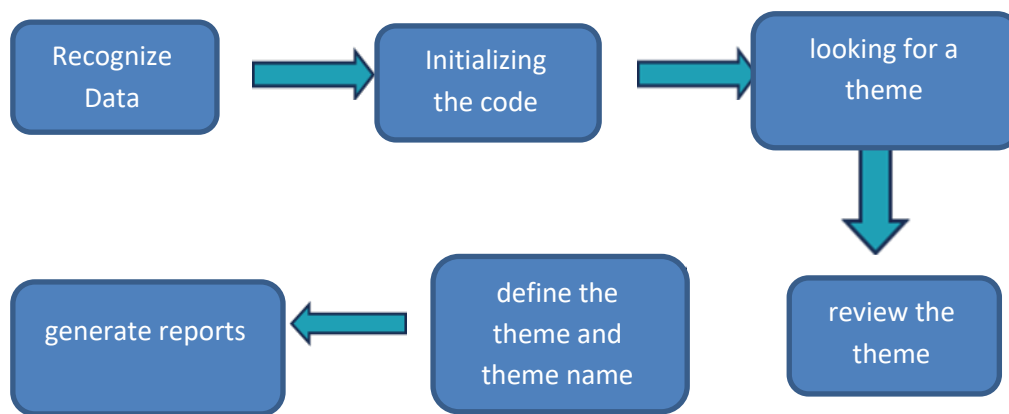 Recognize
Data
Initializing
the code
looking for a
theme
review the
theme
define the
theme and
theme name
generate reports